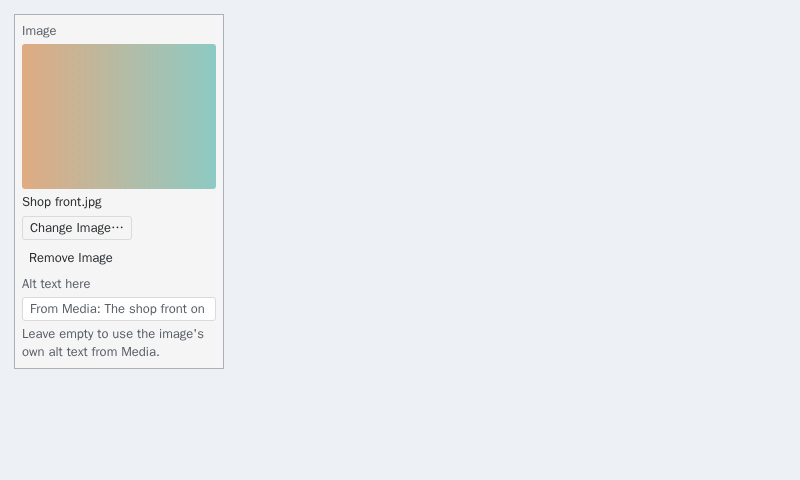 Image
Shop front.jpg
Change Image···
Remove Image
Alt text here
From Media: The shop front on
Leave empty to use the image's
own alt text from Media.